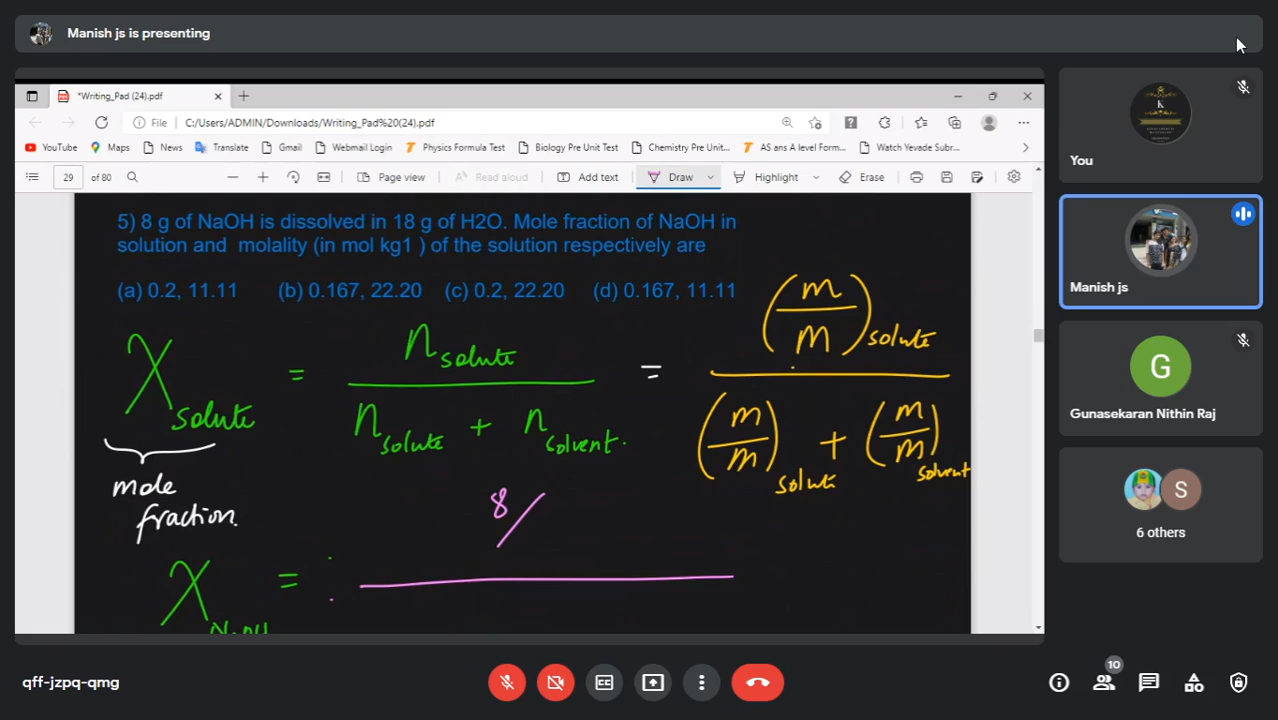 Manish js is presenting
*Writing_Pad (24).pdf
File C:/Users/ADMIN/Downloads/Writing_Pad%20(24).pdf
YouTube Maps News Translate Gmail Webmail Login Physics Formula Test Biology Pre Unit Test Chemistry Pre Unit... AS ans A level Form... Watch Yevade Subr...
29 of 80 Page view Read aloud Add text Draw Highlight Erase
5) 8 g of NaOH is dissolved in 18 g of H2O. Mole fraction of NaOH in
solution and molality (in mol kg1 ) of the solution respectively are
(a) 0.2, 11.11 (b) 0.167, 22.20 (c) 0.2, 22.20 (d) 0.167, 11.11
X solute = n solute / n solute + n solvent. = (m/M) solute / (m/M) solute + (m/M) solvent
mole
fraction.
8/
X NaOH =
You
Manish js
G
Gunasekaran Nithin Raj
S
6 others
K
qff-jzpq-qmg
10